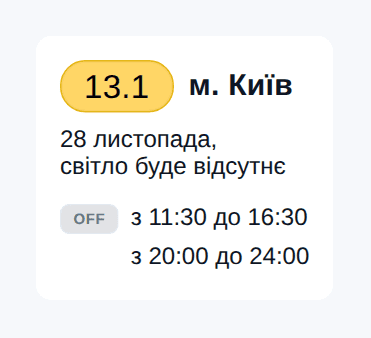 13.1 м. Київ
28 листопада,
світло буде відсутнє
OFF з 11:30 до 16:30
з 20:00 до 24:00